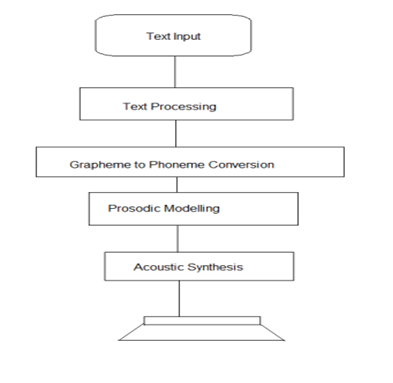 Text Input
Text Processing
Grapheme to Phoneme Conversion
Prosodic Modelling
Acoustic Synthesis